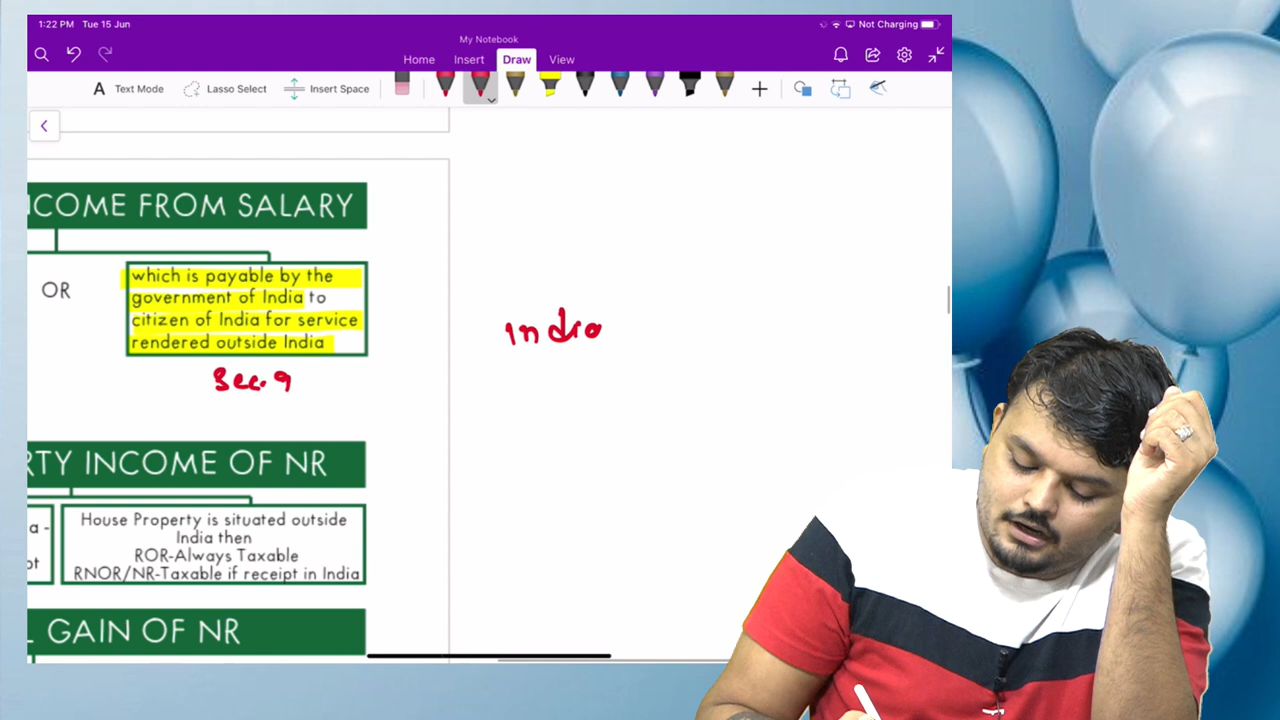 1:22 PM Tue 15 Jun
Not Charging
My Notebook
Home Insert Draw View
A Text Mode Lasso Select Insert Space
COME FROM SALARY
OR
which is payable by the
government of India to
citizen of India for service
rendered outside India
Sec. 9
India
RTY INCOME OF NR
a -
pt
House Property is situated outside
India then
ROR-Always Taxable
RNOR/NR-Taxable if receipt in India
GAIN OF NR